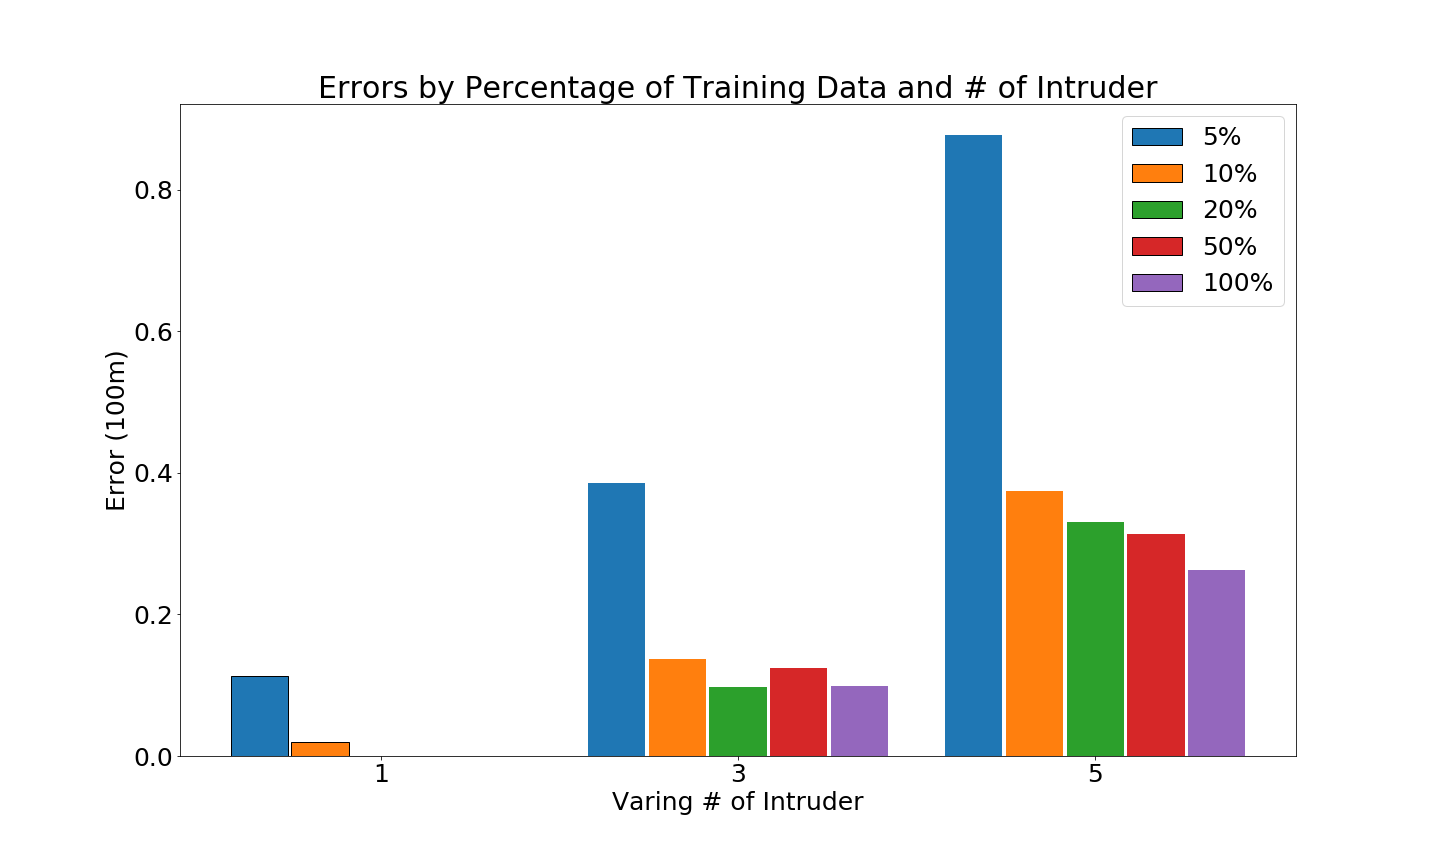 Errors by Percentage of Training Data and # of Intruder
5%
10%
20%
50%
100%
Error (100m)
0.8
0.6
0.4
0.2
0.0
1 3 5
Varing # of Intruder